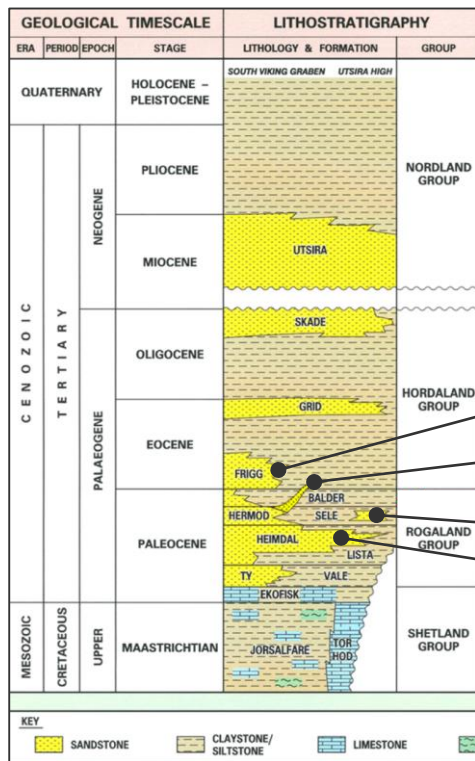 GEOLOGICAL TIMESCALE LITHOSTRATIGRAPHY
ERA PERIOD EPOCH STAGE LITHOLOGY & FORMATION GROUP
SOUTH VIKING GRABEN UTSIRA HIGH
QUATERNARY
HOLOCENE –
PLEISTOCENE
CENOZOIC
TERTIARY
NEOGENE
PLIOCENE
NORDLAND
GROUP
MIOCENE
UTSIRA
PALAEOGENE
SKADE
OLIGOCENE
HORDALAND
GROUP
GRID
EOCENE
FRIGG
BALDER
HERMOD SELE
PALEOCENE
HEIMDAL
ROGALAND
GROUP
LISTA
TY VALE
EKOFISK
MESOZOIC
CRETACEOUS
UPPER
MAASTRICHTIAN
JORSALFARE
TOR
HOD
SHETLAND
GROUP
KEY
SANDSTONE
CLAYSTONE/
SILTSTONE
LIMESTONE